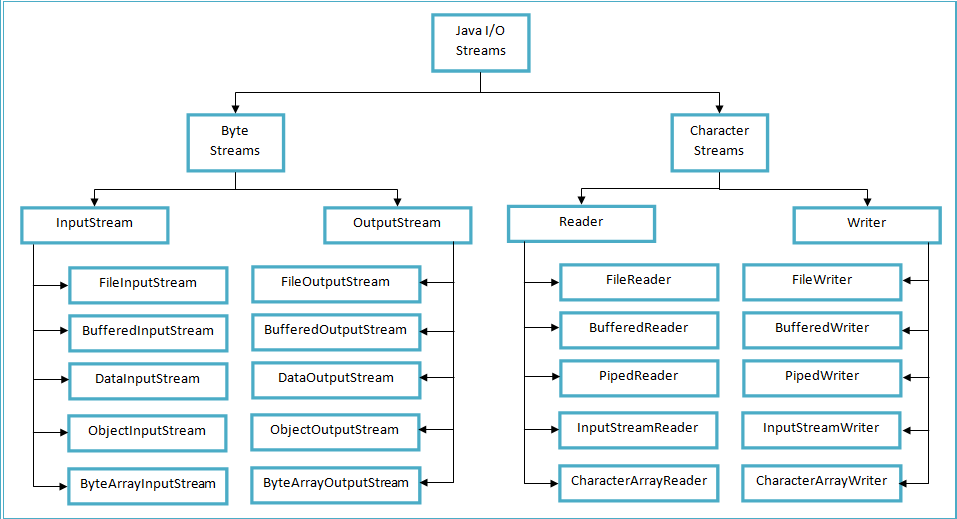 Java I/O
Streams
Byte
Streams
Character
Streams
InputStream
OutputStream
Reader
Writer
FileInputStream
FileOutputStream
FileReader
FileWriter
BufferedInputStream
BufferedOutputStream
BufferedReader
BufferedWriter
DataInputStream
DataOutputStream
PipedReader
PipedWriter
ObjectInputStream
ObjectOutputStream
InputStreamReader
InputStreamWriter
ByteArrayInputStream
ByteArrayOutputStream
CharacterArrayReader
CharacterArrayWriter